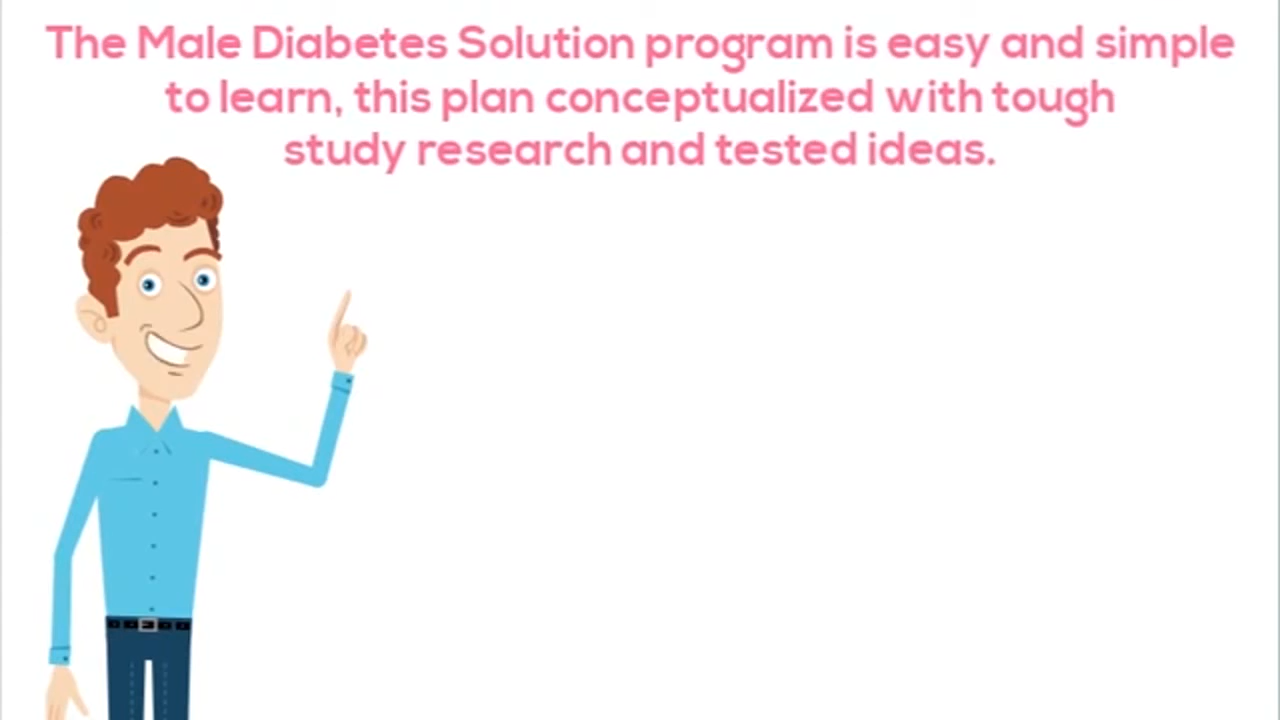 The Male Diabetes Solution program is easy and simple
to learn, this plan conceptualized with tough
study research and tested ideas.